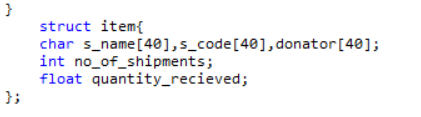 }
struct item{
char s_name[40],s_code[40],donator[40];
int no_of_shipments;
float quantity_recieved;
};